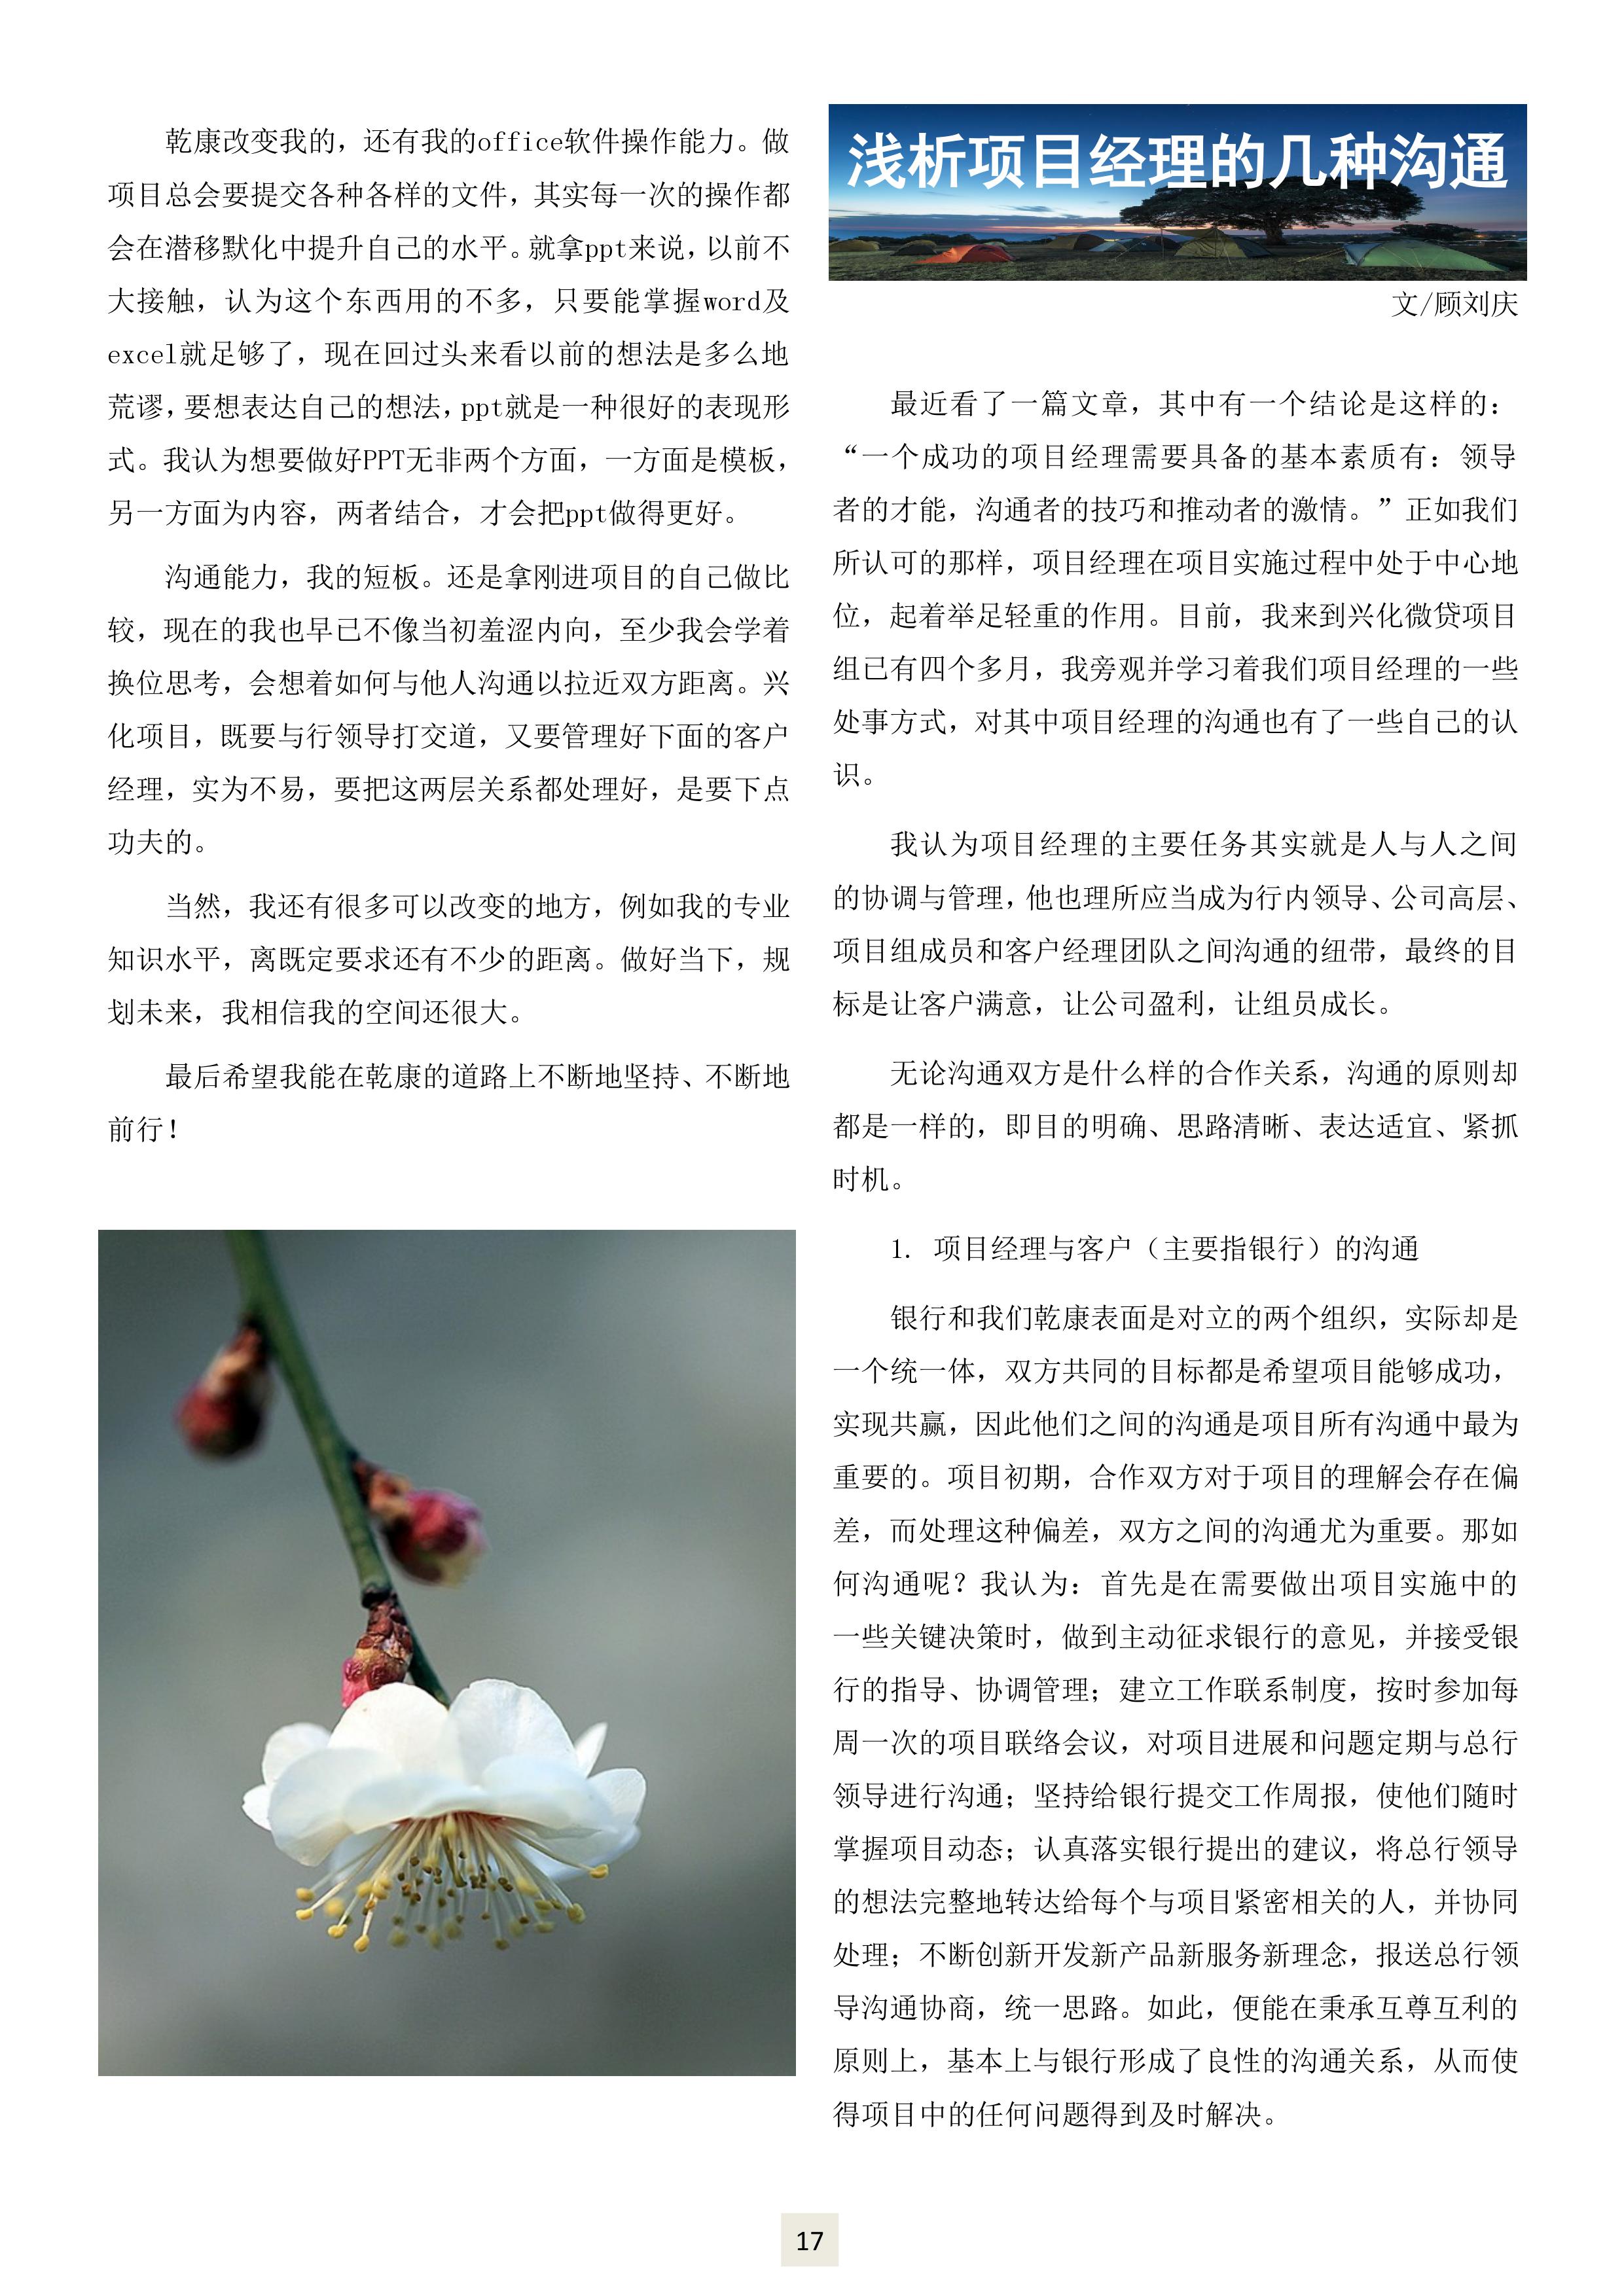 乾康改变我的，还有我的office软件操作能力。做
项目总会要提交各种各样的文件，其实每一次的操作都
会在潜移默化中提升自己的水平。就拿ppt来说，以前不
大接触，认为这个东西用的不多，只要能掌握word及
excel就足够了，现在回过头来看以前的想法是多么地
荒谬，要想表达自己的想法，ppt就是一种很好的表现形
式。我认为想要做好PPT无非两个方面，一方面是模板，
另一方面为内容，两者结合，才会把ppt做得更好。
沟通能力，我的短板。还是拿刚进项目的自己做比
较，现在的我也早已不像当初羞涩内向，至少我会学着
换位思考，会想着如何与他人沟通以拉近双方距离。兴
化项目，既要与行领导打交道，又要管理好下面的客户
经理，实为不易，要把这两层关系都处理好，是要下点
功夫的。
当然，我还有很多可以改变的地方，例如我的专业
知识水平，离既定要求还有不少的距离。做好当下，规
划未来，我相信我的空间还很大。
最后希望我能在乾康的道路上不断地坚持、不断地
前行！
浅析项目经理的几种沟通
文/顾刘庆
最近看了一篇文章，其中有一个结论是这样的：
“一个成功的项目经理需要具备的基本素质有：领导
者的才能，沟通者的技巧和推动者的激情。”正如我们
所认可的那样，项目经理在项目实施过程中处于中心地
位，起着举足轻重的作用。目前，我来到兴化微贷项目
组已有四个多月，我旁观并学习着我们项目经理的一些
处事方式，对其中项目经理的沟通也有了一些自己的认
识。
我认为项目经理的主要任务其实就是人与人之间
的协调与管理，他也理所应当成为行内领导、公司高层、
项目组成员和客户经理团队之间沟通的纽带，最终的目
标是让客户满意，让公司盈利，让组员成长。
无论沟通双方是什么样的合作关系，沟通的原则却
都是一样的，即目的明确、思路清晰、表达适宜、紧抓
时机。
1. 项目经理与客户（主要指银行）的沟通
银行和我们乾康表面是对立的两个组织，实际却是
一个统一体，双方共同的目标都是希望项目能够成功，
实现共赢，因此他们之间的沟通是项目所有沟通中最为
重要的。项目初期，合作双方对于项目的理解会存在偏
差，而处理这种偏差，双方之间的沟通尤为重要。那如
何沟通呢？我认为：首先是在需要做出项目实施中的
一些关键决策时，做到主动征求银行的意见，并接受银
行的指导、协调管理；建立工作联系制度，按时参加每
周一次的项目联络会议，对项目进展和问题定期与总行
领导进行沟通；坚持给银行提交工作周报，使他们随时
掌握项目动态；认真落实银行提出的建议，将总行领导
的想法完整地转达给每个与项目紧密相关的人，并协同
处理；不断创新开发新产品新服务新理念，报送总行领
导沟通协商，统一思路。如此，便能在秉承互尊互利的
原则上，基本上与银行形成了良性的沟通关系，从而使
得项目中的任何问题得到及时解决。
17